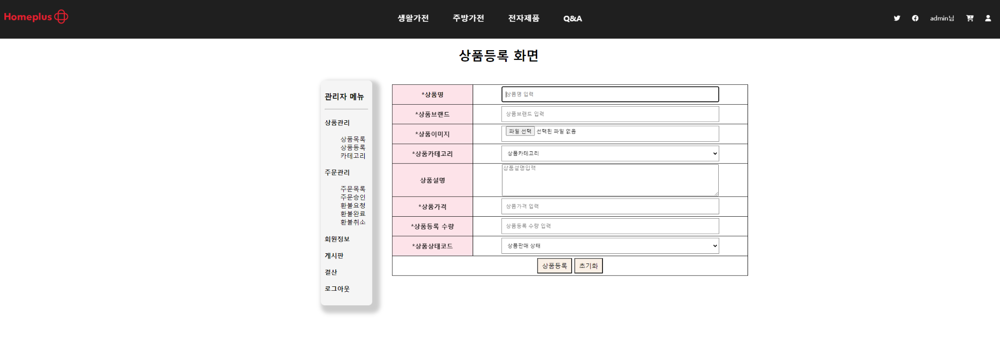 Homeplus
생활가전 주방가전 전자제품 Q&A
admin님
상품등록 화면
관리자 메뉴
상품관리
상품목록
상품등록
카테고리
주문관리
주문목록
주문승인
환불요청
환불완료
환불취소
회원정보
게시판
결산
로그아웃
*상품명 상품명 입력
*상품브랜드 상품브랜드 입력
*상품이미지 파일 선택 선택된 파일 없음
*상품카테고리 상품카테고리
상품설명 상품설명입력
*상품가격 상품가격 입력
*상품등록 수량 상품등록 수량 입력
*상품상태코드 상품판매 상태
상품등록 초기화